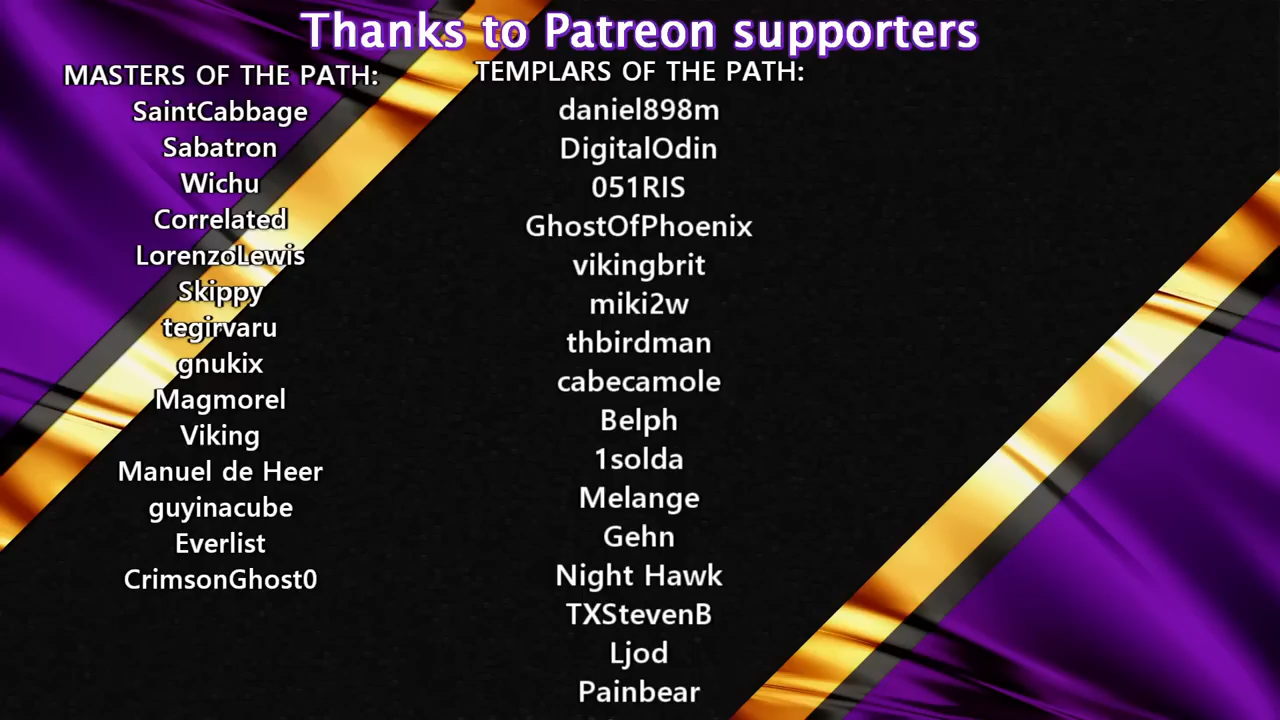 Thanks to Patreon supporters
MASTERS OF THE PATH:
SaintCabbage
Sabatron
Wichu
Correlated
LorenzoLewis
Skippy
tegirvaru
gnukix
Magmorel
Viking
Manuel de Heer
guyinacube
Everlist
CrimsonGhost0
TEMPLARS OF THE PATH:
daniel898m
DigitalOdin
051RIS
GhostOfPhoenix
vikingbrit
miki2w
thbirdman
cabecamole
Belph
1solda
Melange
Gehn
Night Hawk
TXStevenB
Ljod
Painbear